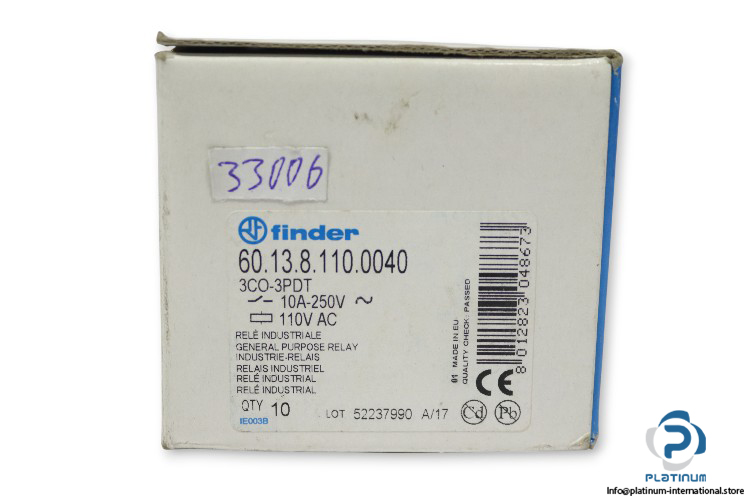 33006
finder
60.13.8.110.0040
3CO-3PDT
10A-250V ~
110V AC
RELÉ INDUSTRIALE
GENERAL PURPOSE RELAY
INDUSTRIE-RELAIS
RELAIS INDUSTRIEL
RELÉ INDUSTRIAL
RELÉ INDUSTRIAL
QTY 10
LOT 52237990 A/17
IE003B
01 MADE IN EU
QUALITY CHECK: PASSED
8 012823 048673
CE
Cd
Pb
PLATINUM
Info@platinum-international.store